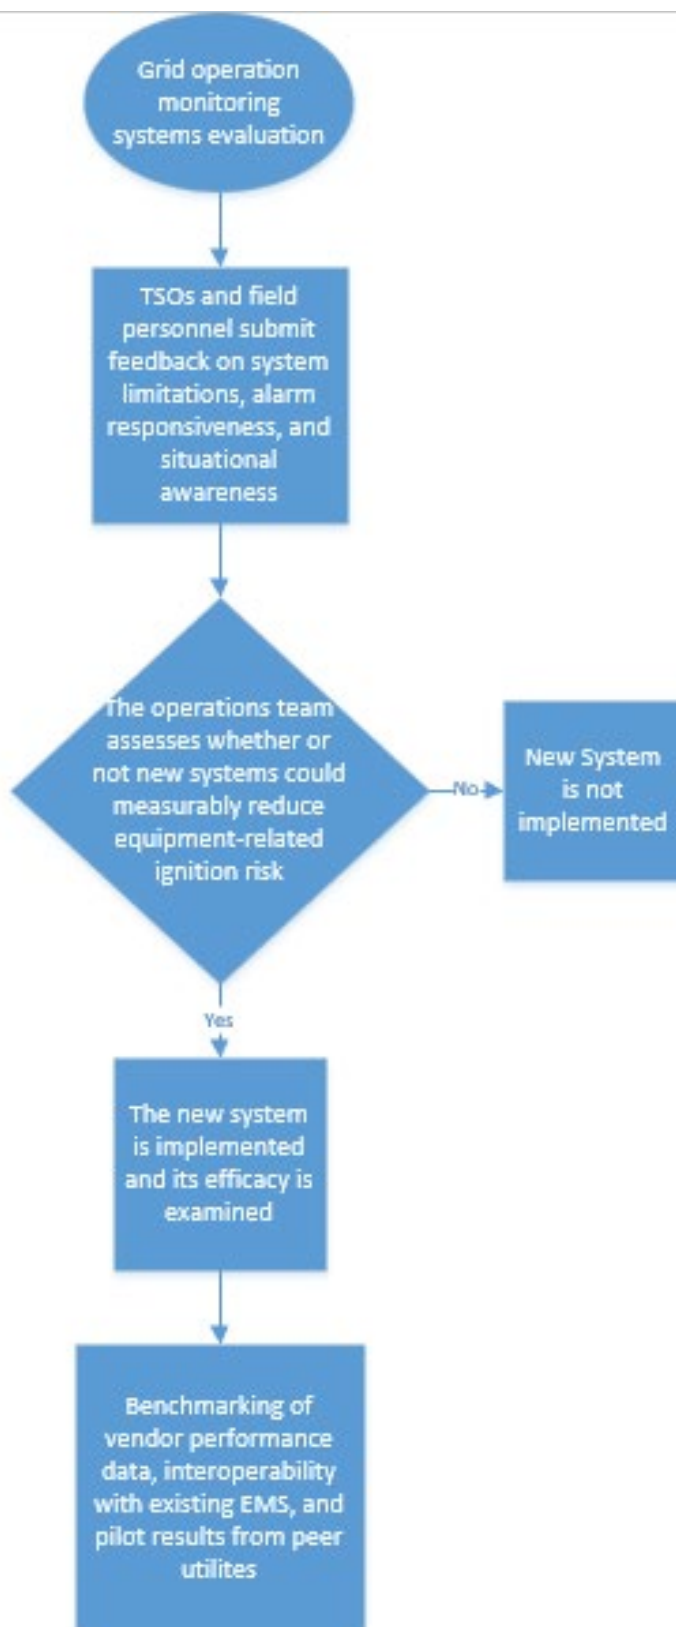 Grid operation
monitoring
systems evaluation
TSOs and field
personnel submit
feedback on system
limitations, alarm
responsiveness, and
situational
awareness
The operations team
assesses whether or
not new systems could
measurably reduce
equipment-related
ignition risk
No
New System
is not
implemented
Yes
The new system
is implemented
and its efficacy is
examined
Benchmarking of
vendor performance
data, interoperability
with existing EMS, and
pilot results from peer
utilites